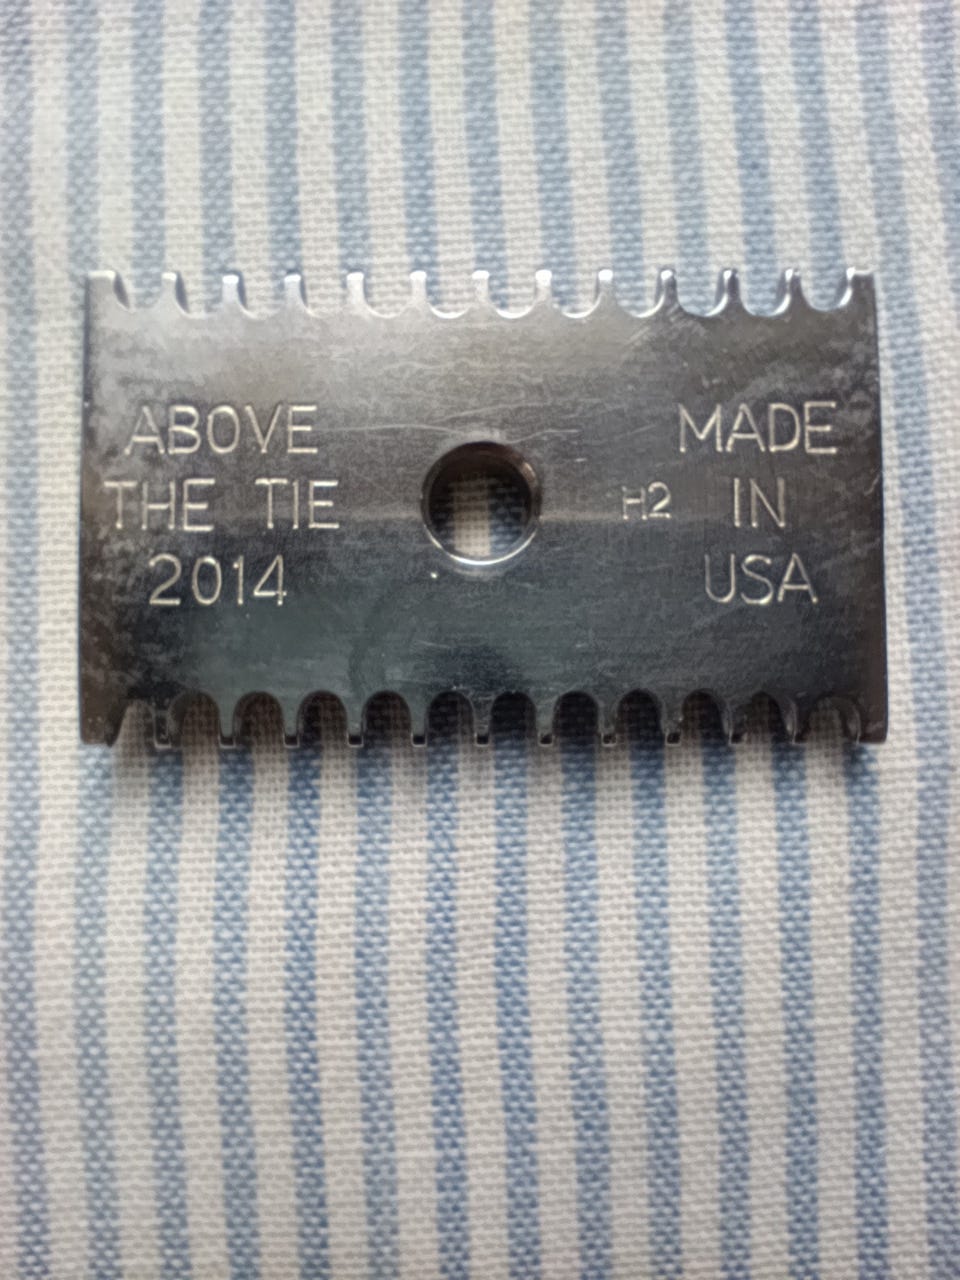 ABOVE
THE TIE
2014
H2
MADE
IN
USA